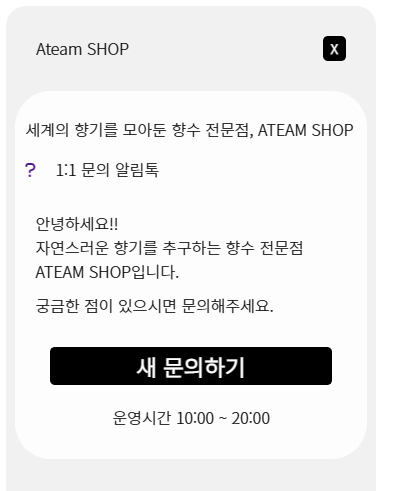 Ateam SHOP
X
세계의 향기를 모아둔 향수 전문점, ATEAM SHOP
? 1:1 문의 알림톡
안녕하세요!!
자연스러운 향기를 추구하는 향수 전문점
ATEAM SHOP입니다.
궁금한 점이 있으시면 문의해주세요.
새 문의하기
운영시간 10:00 ~ 20:00